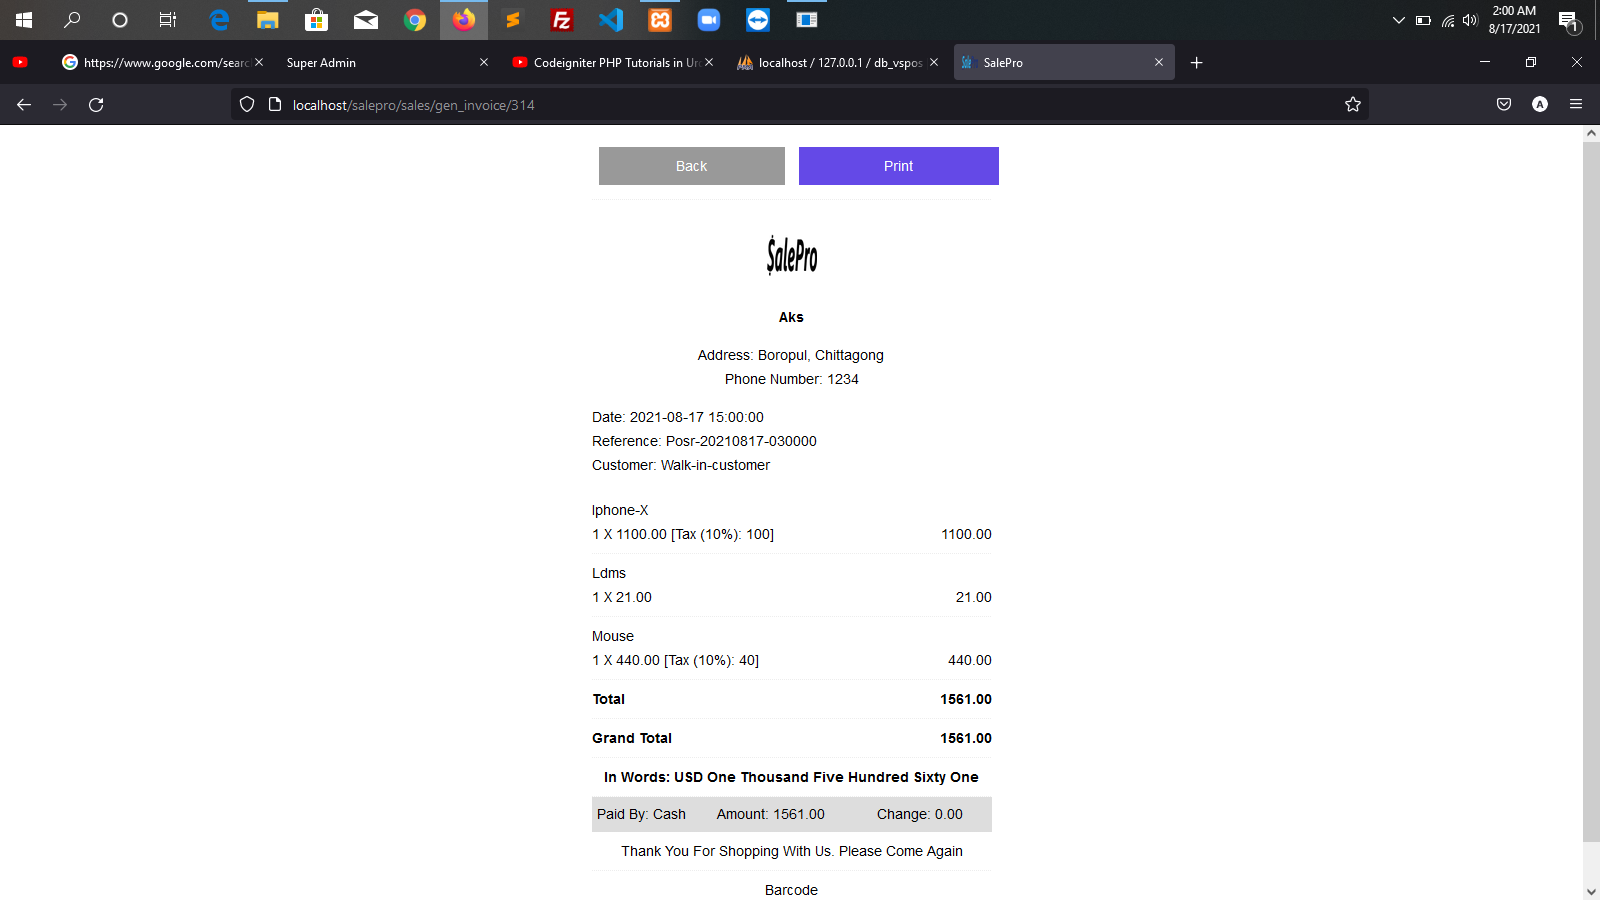 2:00 AM
8/17/2021
1
https://www.google.com/searc
Super Admin
Codeigniter PHP Tutorials in Ur
localhost / 127.0.0.1 / db_vspos
SalePro
localhost/salepro/sales/gen_invoice/314
A
Back
Print
$alePro
Aks
Address: Boropul, Chittagong
Phone Number: 1234
Date: 2021-08-17 15:00:00
Reference: Posr-20210817-030000
Customer: Walk-in-customer
Iphone-X
1 X 1100.00 [Tax (10%): 100] 1100.00
Ldms
1 X 21.00 21.00
Mouse
1 X 440.00 [Tax (10%): 40] 440.00
Total 1561.00
Grand Total 1561.00
In Words: USD One Thousand Five Hundred Sixty One
Paid By: Cash Amount: 1561.00 Change: 0.00
Thank You For Shopping With Us. Please Come Again
Barcode